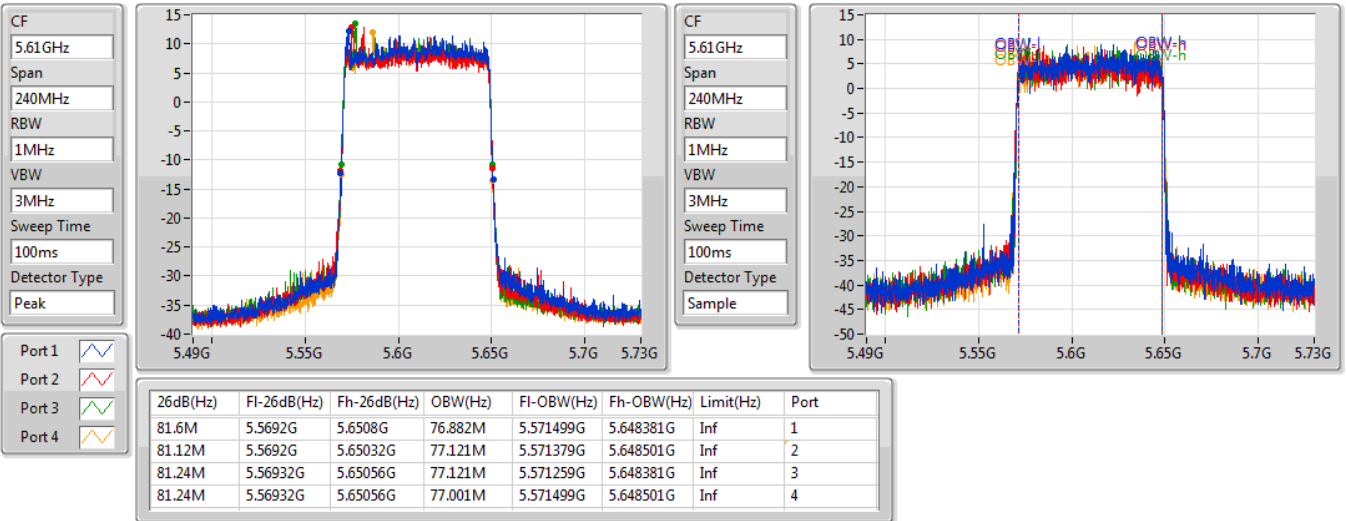 CF
5.61GHz
Span
240MHz
RBW
1MHz
VBW
3MHz
Sweep Time
100ms
Detector Type
Peak
15
10
5
0
-5
-10
-15
-20
-25
-30
-35
-40
5.49G 5.55G 5.6G 5.65G 5.7G 5.73G
CF
5.61GHz
Span
240MHz
RBW
1MHz
VBW
3MHz
Sweep Time
100ms
Detector Type
Sample
15
10
5
0
-5
-10
-15
-20
-25
-30
-35
-40
-45
-50
OBW-l OBW-h
5.49G 5.55G 5.6G 5.65G 5.7G 5.73G
Port 1
Port 2
Port 3
Port 4
26dB(Hz) Fl-26dB(Hz) Fh-26dB(Hz) OBW(Hz) Fl-OBW(Hz) Fh-OBW(Hz) Limit(Hz) Port
81.6M 5.5692G 5.6508G 76.882M 5.571499G 5.648381G Inf 1
81.12M 5.5692G 5.65032G 77.121M 5.571379G 5.648501G Inf 2
81.24M 5.56932G 5.65056G 77.121M 5.571259G 5.648381G Inf 3
81.24M 5.56932G 5.65056G 77.001M 5.571499G 5.648501G Inf 4